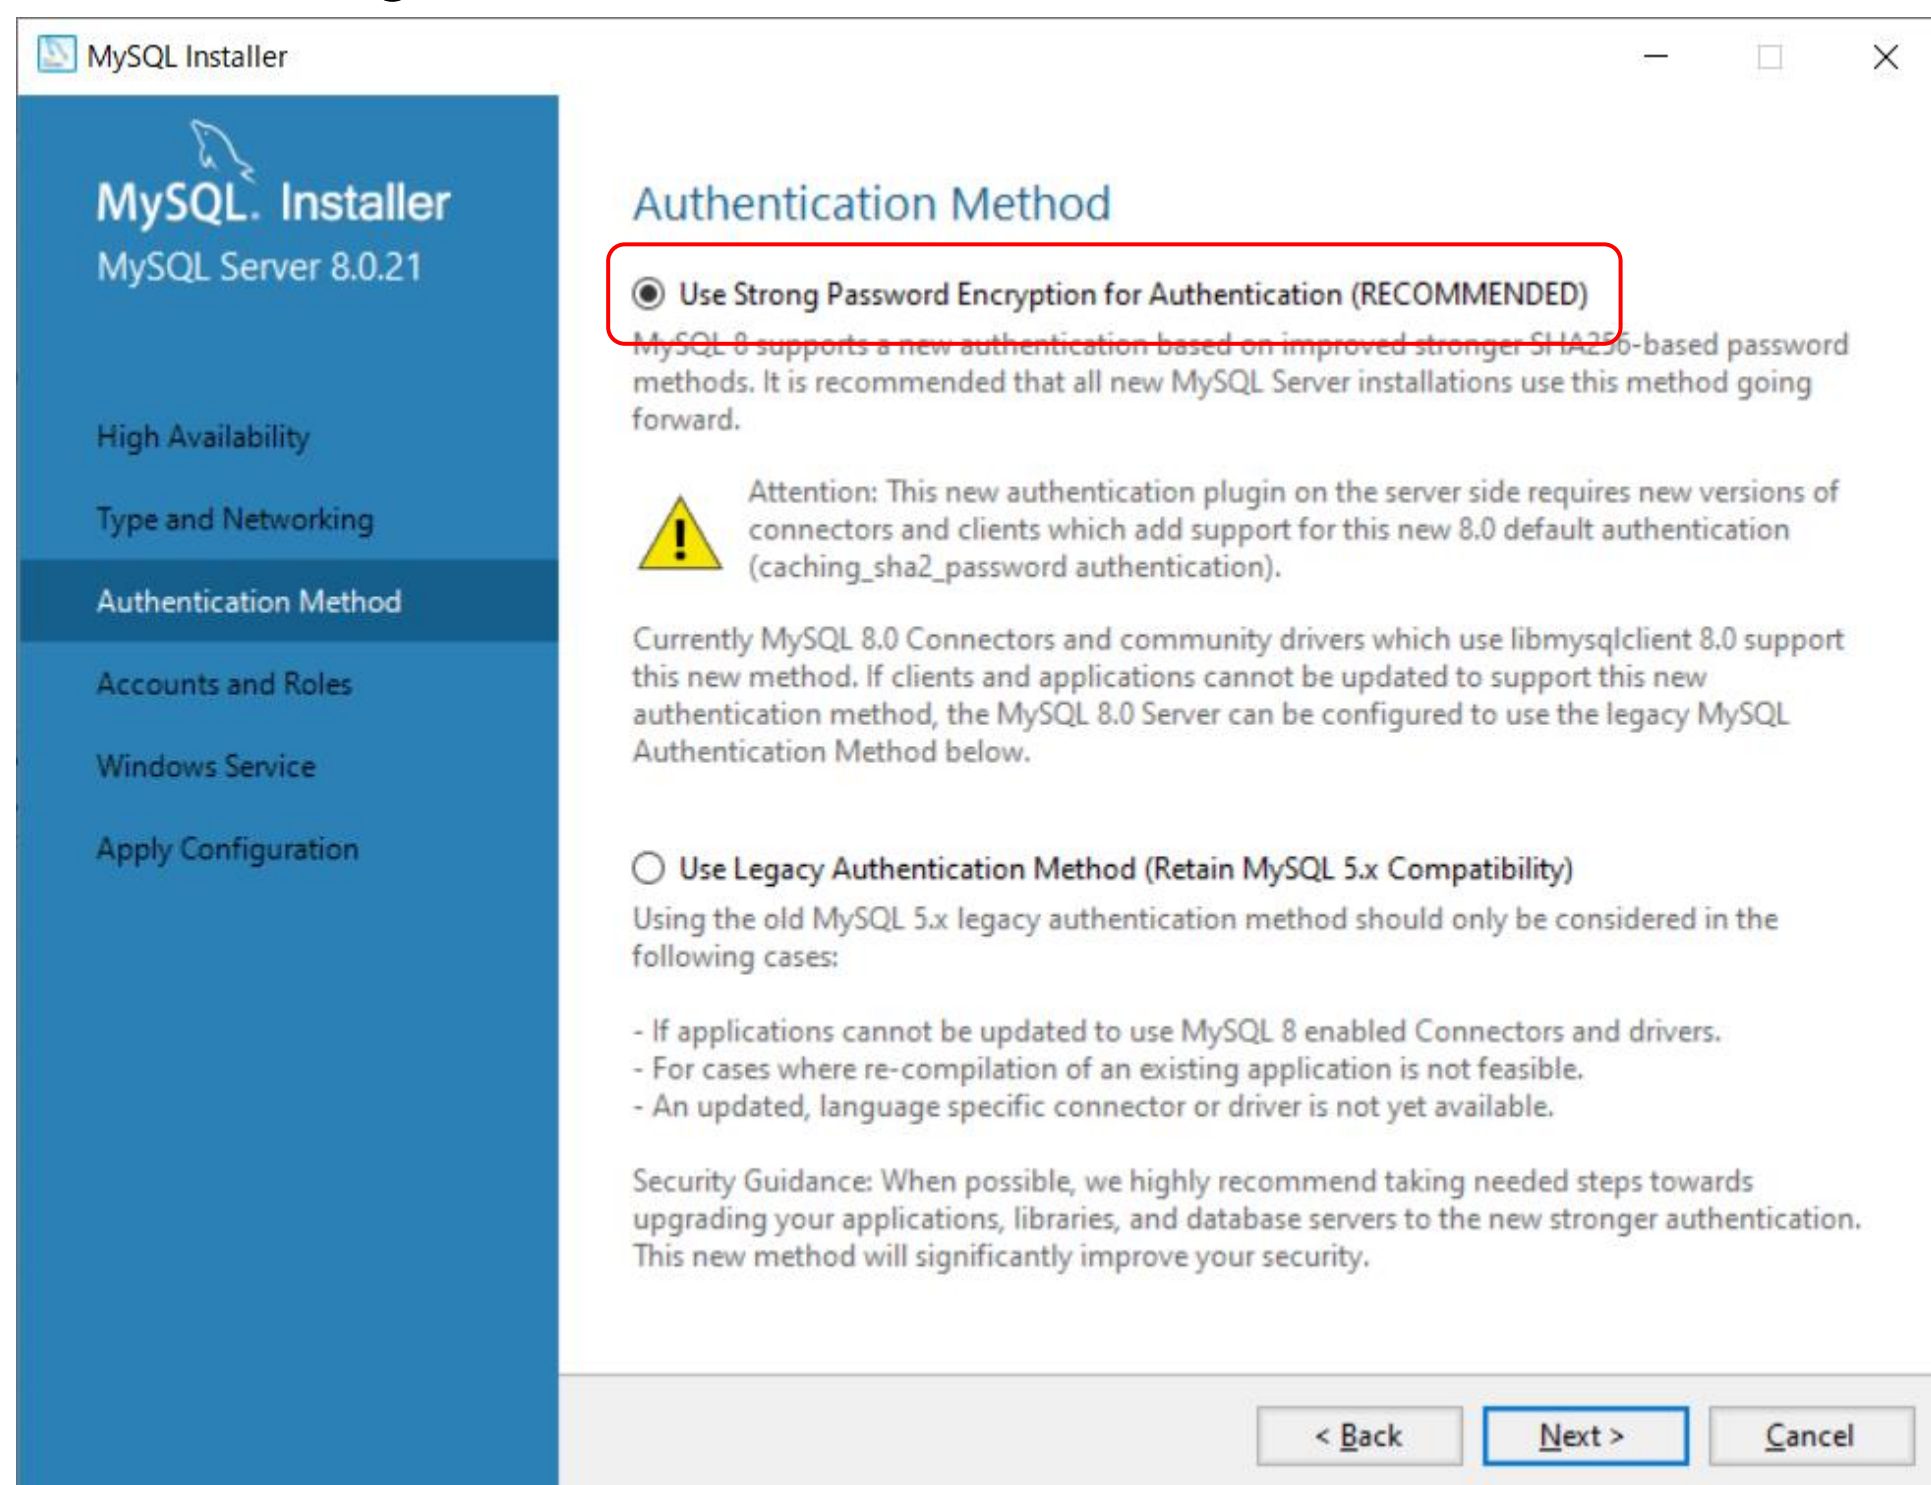 MySQL Installer
MySQL. Installer
MySQL Server 8.0.21
High Availability
Type and Networking
Authentication Method
Accounts and Roles
Windows Service
Apply Configuration
Authentication Method
Use Strong Password Encryption for Authentication (RECOMMENDED)
MySQL 8 supports a new authentication based on improved stronger SHA256-based password
methods. It is recommended that all new MySQL Server installations use this method going
forward.
Attention: This new authentication plugin on the server side requires new versions of
connectors and clients which add support for this new 8.0 default authentication
(caching_sha2_password authentication).
Currently MySQL 8.0 Connectors and community drivers which use libmysqlclient 8.0 support
this new method. If clients and applications cannot be updated to support this new
authentication method, the MySQL 8.0 Server can be configured to use the legacy MySQL
Authentication Method below.
Use Legacy Authentication Method (Retain MySQL 5.x Compatibility)
Using the old MySQL 5.x legacy authentication method should only be considered in the
following cases:
- If applications cannot be updated to use MySQL 8 enabled Connectors and drivers.
- For cases where re-compilation of an existing application is not feasible.
- An updated, language specific connector or driver is not yet available.
Security Guidance: When possible, we highly recommend taking needed steps towards
upgrading your applications, libraries, and database servers to the new stronger authentication.
This new method will significantly improve your security.
< Back
Next >
Cancel